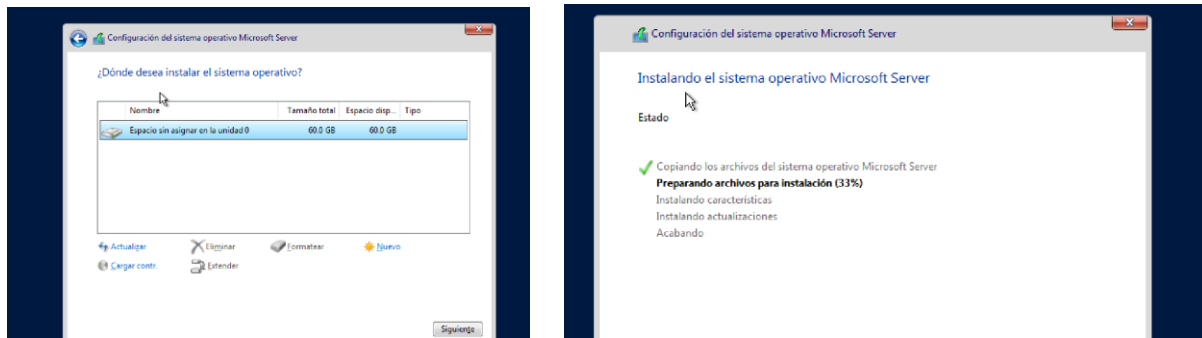 Configuración del sistema operativo Microsoft Server
¿Dónde desea instalar el sistema operativo?
Nombre Tamaño total Espacio disp... Tipo
Espacio sin asignar en la unidad 0 60.0 GB 60.0 GB
Actualizar Eliminar Formatear Nuevo
Cargar contr. Extender
Siguiente
Configuración del sistema operativo Microsoft Server
Instalando el sistema operativo Microsoft Server
Estado
Copiando los archivos del sistema operativo Microsoft Server
Preparando archivos para instalación (33%)
Instalando características
Instalando actualizaciones
Acabando